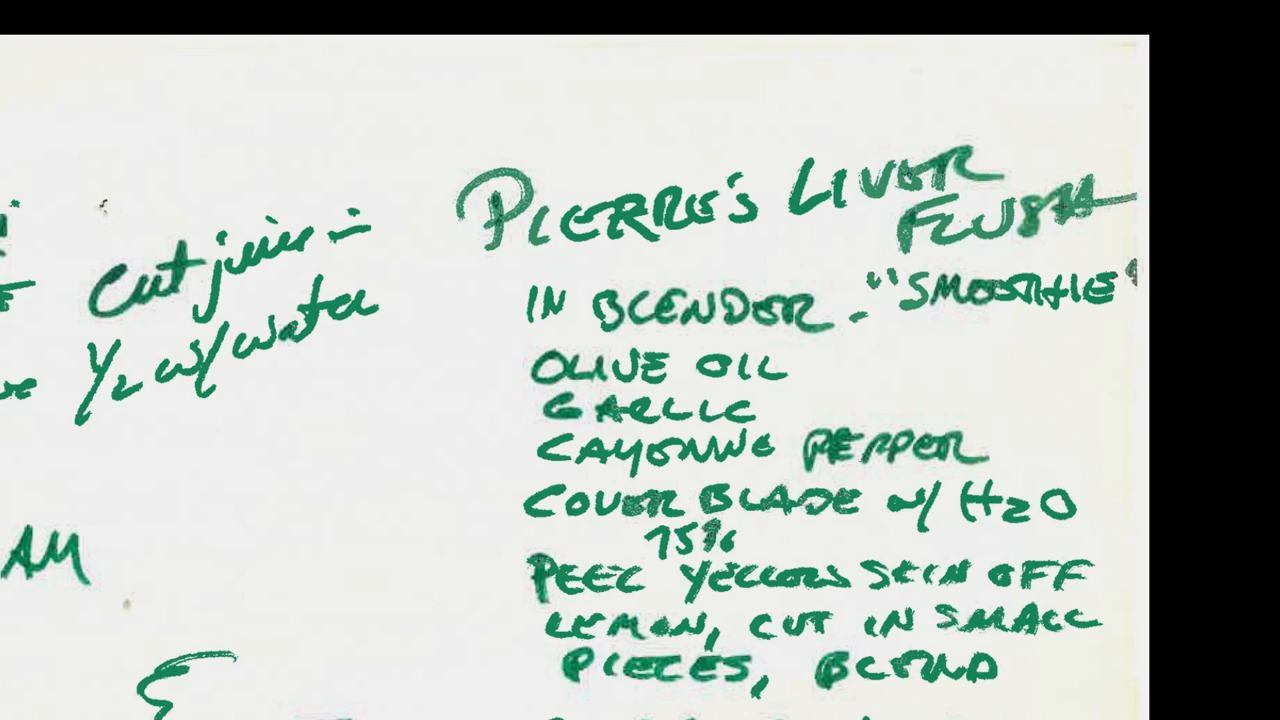 Cut juice =
1/2 w/ water
AM
PIERRE'S LIVER
FLUSH
IN BLENDER - "SMOOTHIE"
OLIVE OIL
GARLIC
CAYENNE PEPPER
COVER BLADE w/ H2O
75%
PEEL YELLOW SKIN OFF
LEMON, CUT IN SMALL
PIECES, BLEND